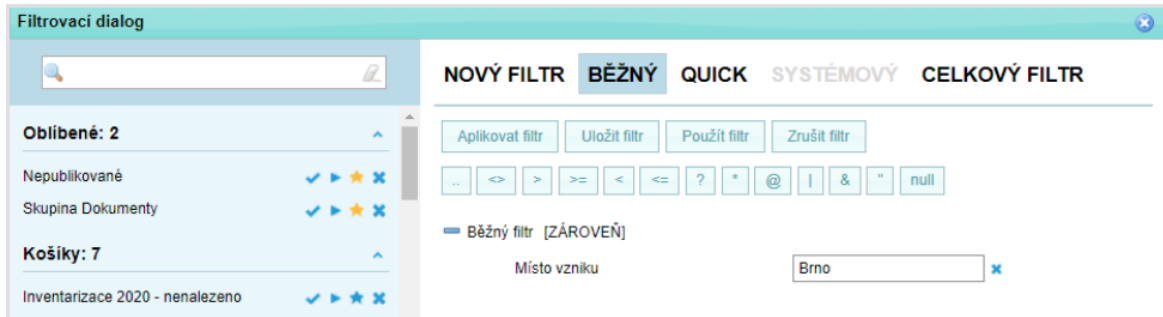 Filtrovací dialog
NOVÝ FILTR BĚŽNÝ QUICK SYSTÉMOVÝ CELKOVÝ FILTR
Oblíbené: 2
Nepublikované
Skupina Dokumenty
Košíky: 7
Inventarizace 2020 - nenalezeno
Aplikovat filtr Uložit filtr Použít filtr Zrušit filtr
.. <> > >= < <= ? * @ | & " null
Běžný filtr [ZÁROVEŇ]
Místo vzniku Brno